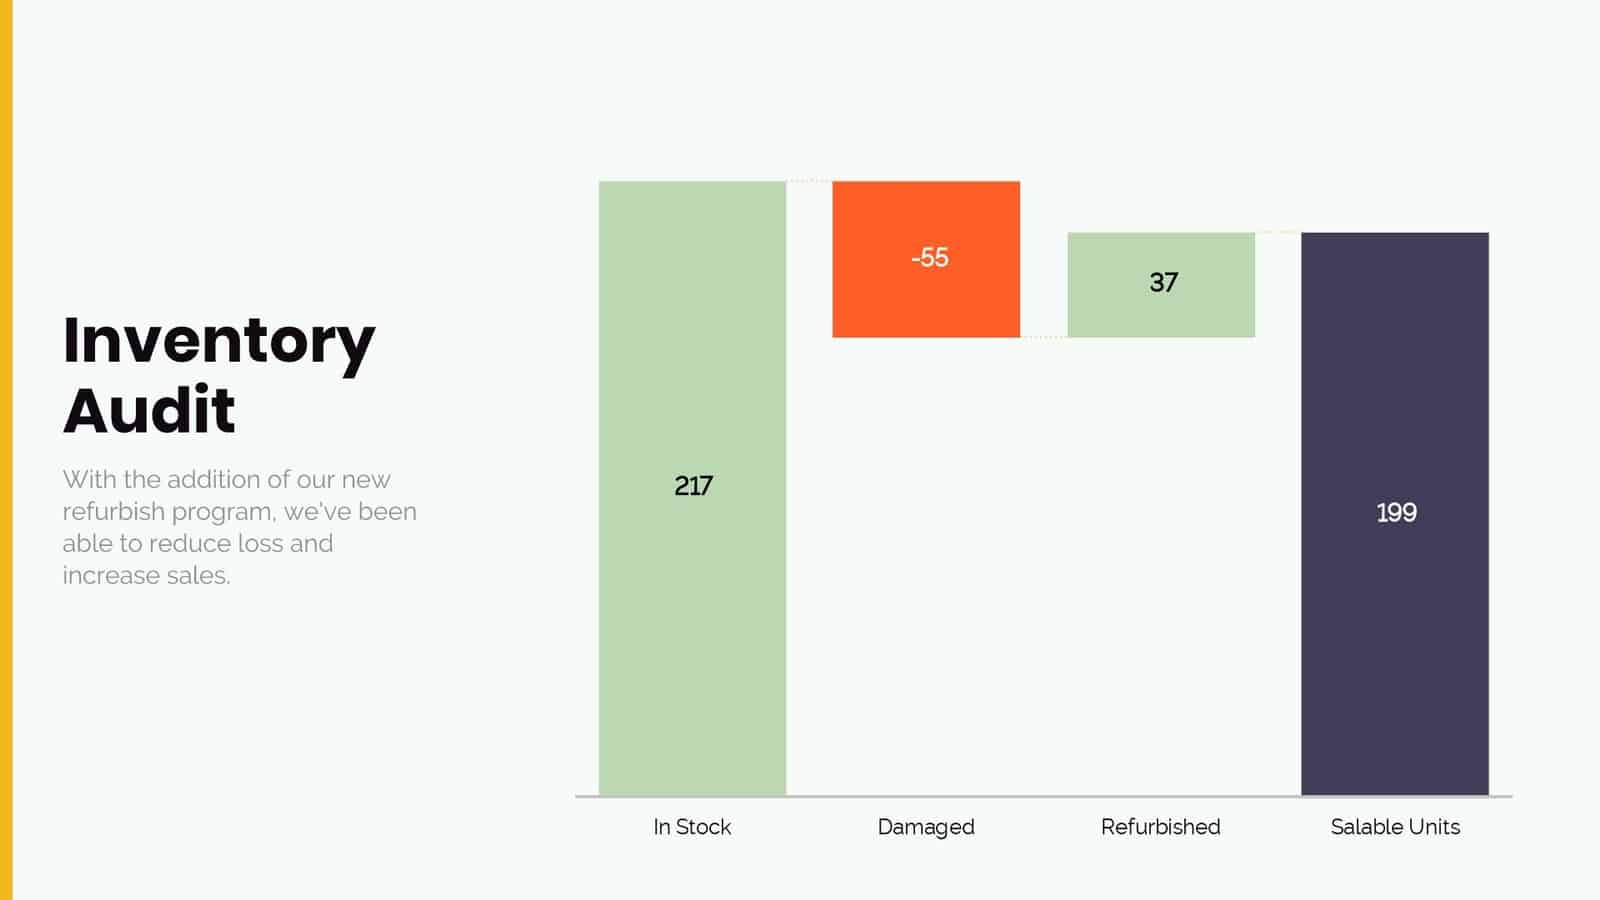 Inventory
Audit
With the addition of our new
refurbish program, we've been
able to reduce loss and
increase sales.
217
-55
37
199
In Stock
Damaged
Refurbished
Salable Units